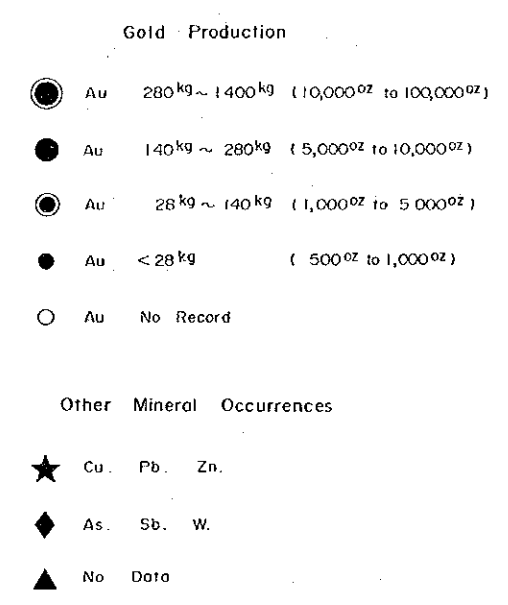 Gold Production
Au 280kg ~ 1400kg (10,000oz to 100,000oz)
Au 140kg ~ 280kg (5,000oz to 10,000oz)
Au 28kg ~ 140kg (1,000oz to 5 000oz)
Au < 28kg ( 500oz to 1,000oz)
Au No Record
Other Mineral Occurrences
Cu. Pb. Zn.
As. Sb. W.
No Data